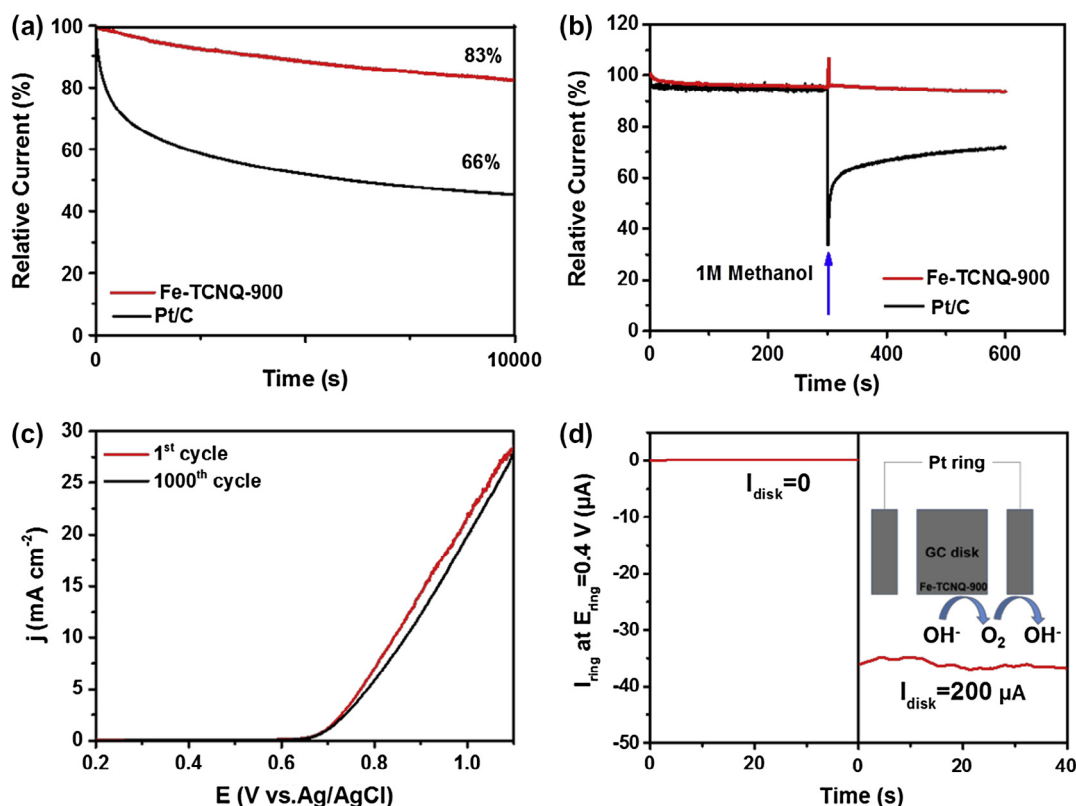 (a)
100
80
60
40
20
0
Relative Current (%)
83%
66%
Fe-TCNQ-900
Pt/C
0
10000
Time (s)
(b)
120
100
80
60
40
20
0
Relative Current (%)
1M Methanol
Fe-TCNQ-900
Pt/C
0
200
400
600
Time (s)
(c)
30
25
20
15
10
5
0
j (mA cm⁻²)
1ˢᵗ cycle
1000ᵗʰ cycle
0.2
0.4
0.6
0.8
1.0
E (V vs.Ag/AgCl)
(d)
0
-10
-20
-30
-40
-50
I_ring at E_ring=0.4 V (µA)
I_disk=0
Pt ring
GC disk
Fe-TCNQ-900
OH⁻ O₂ OH⁻
I_disk=200 µA
0
20
0
20
40
Time (s)